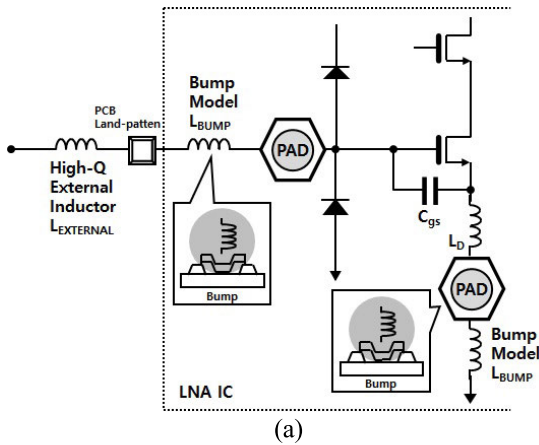 Bump
Model
LBUMP
PCB
Land-patten
PAD
High-Q
External
Inductor
LEXTERNAL
Cgs
LD
Bump
PAD
Bump
Model
LBUMP
Bump
LNA IC
(a)